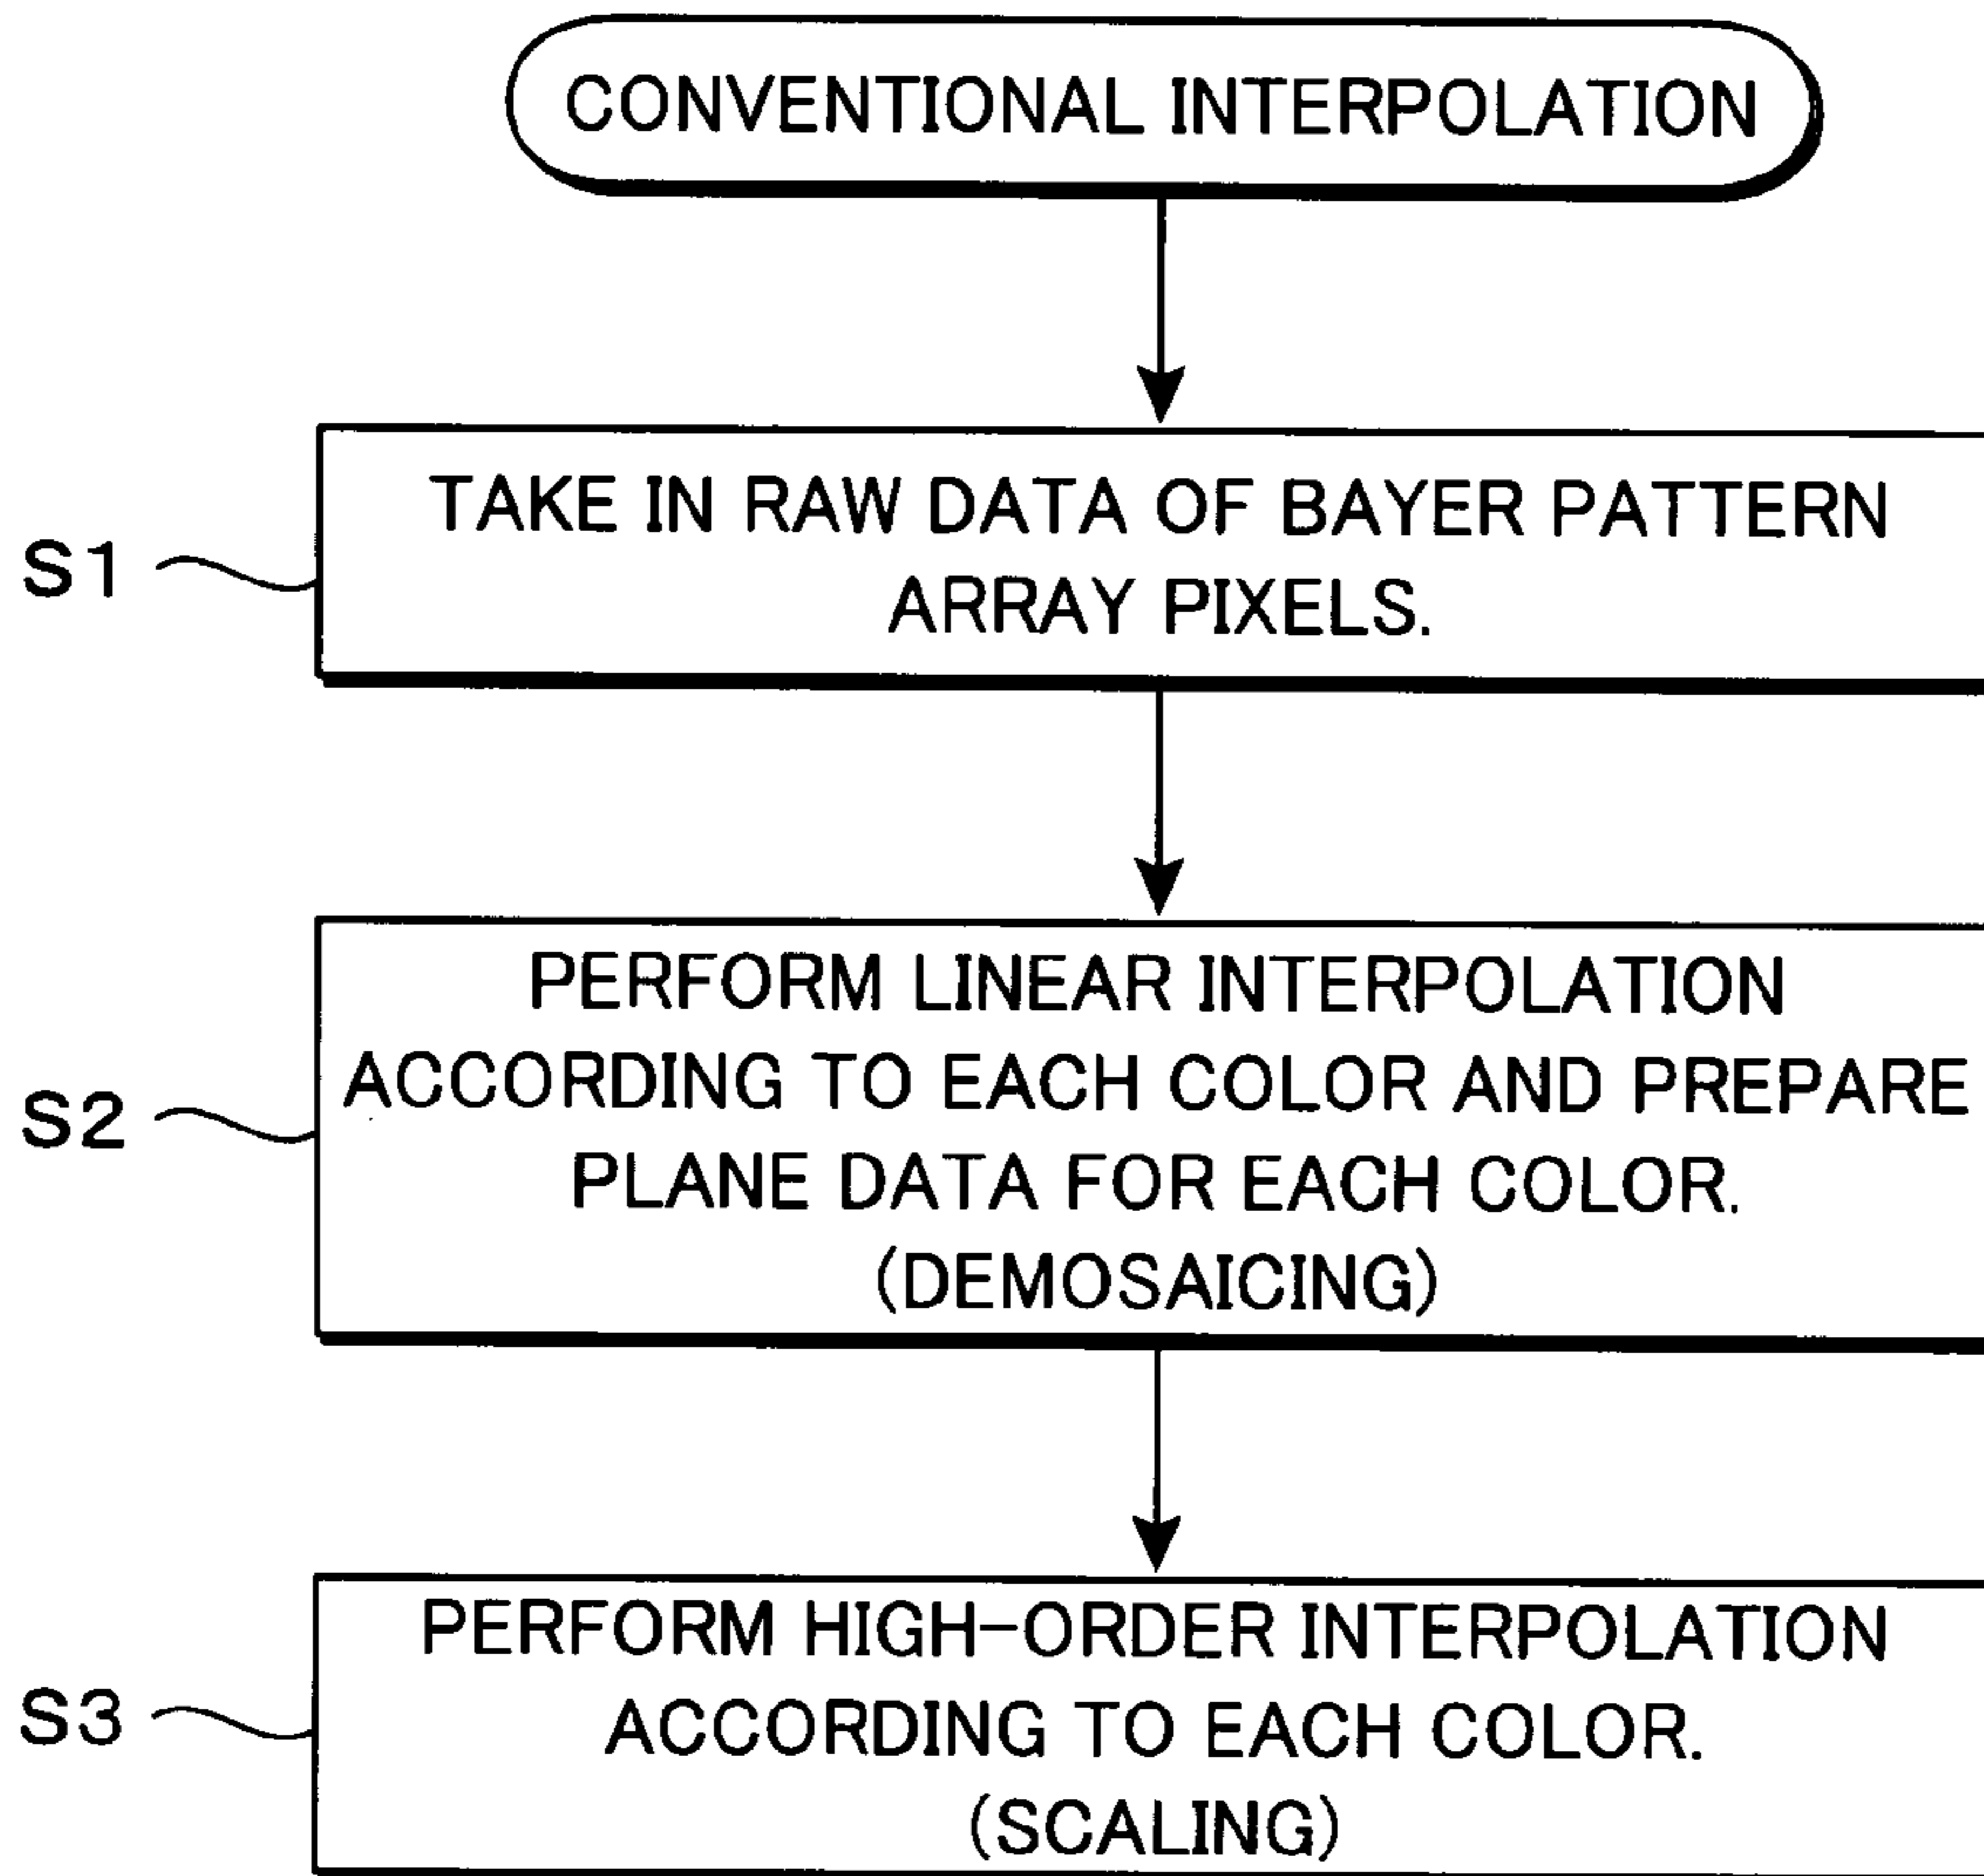 CONVENTIONAL INTERPOLATION
S1
TAKE IN RAW DATA OF BAYER PATTERN
ARRAY PIXELS.
S2
PERFORM LINEAR INTERPOLATION
ACCORDING TO EACH COLOR AND PREPARE
PLANE DATA FOR EACH COLOR.
(DEMOSAICING)
S3
PERFORM HIGH-ORDER INTERPOLATION
ACCORDING TO EACH COLOR.
(SCALING)